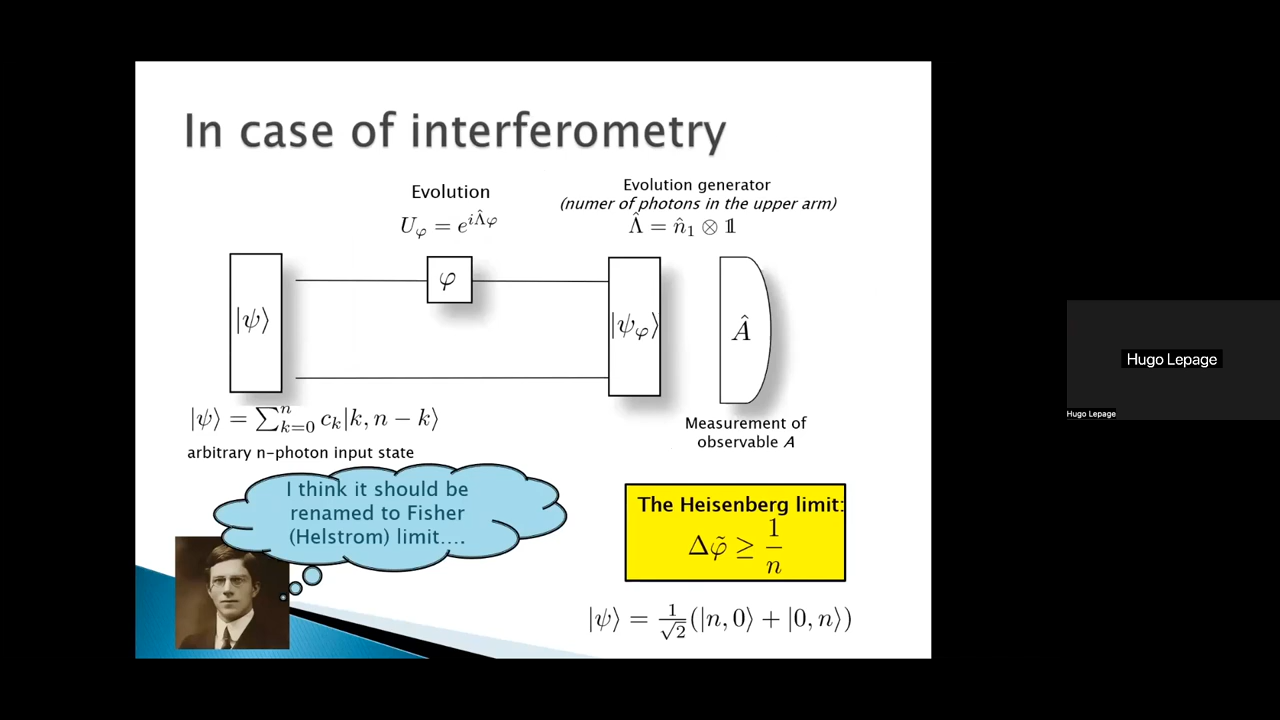 In case of interferometry
Evolution
U_φ = e^{iΛ̂φ}
Evolution generator
(numer of photons in the upper arm)
Λ̂ = n̂₁ ⊗ 𝟙
|ψ⟩
φ
|ψ_φ⟩
Â
|ψ⟩ = ∑_{k=0}^{n} c_k|k, n − k⟩
arbitrary n-photon input state
Measurement of
observable A
I think it should be
renamed to Fisher
(Helstrom) limit....
The Heisenberg limit:
Δφ̃ ≥ 1/n
|ψ⟩ = 1/√2 (|n, 0⟩ + |0, n⟩)
Hugo Lepage
Hugo Lepage